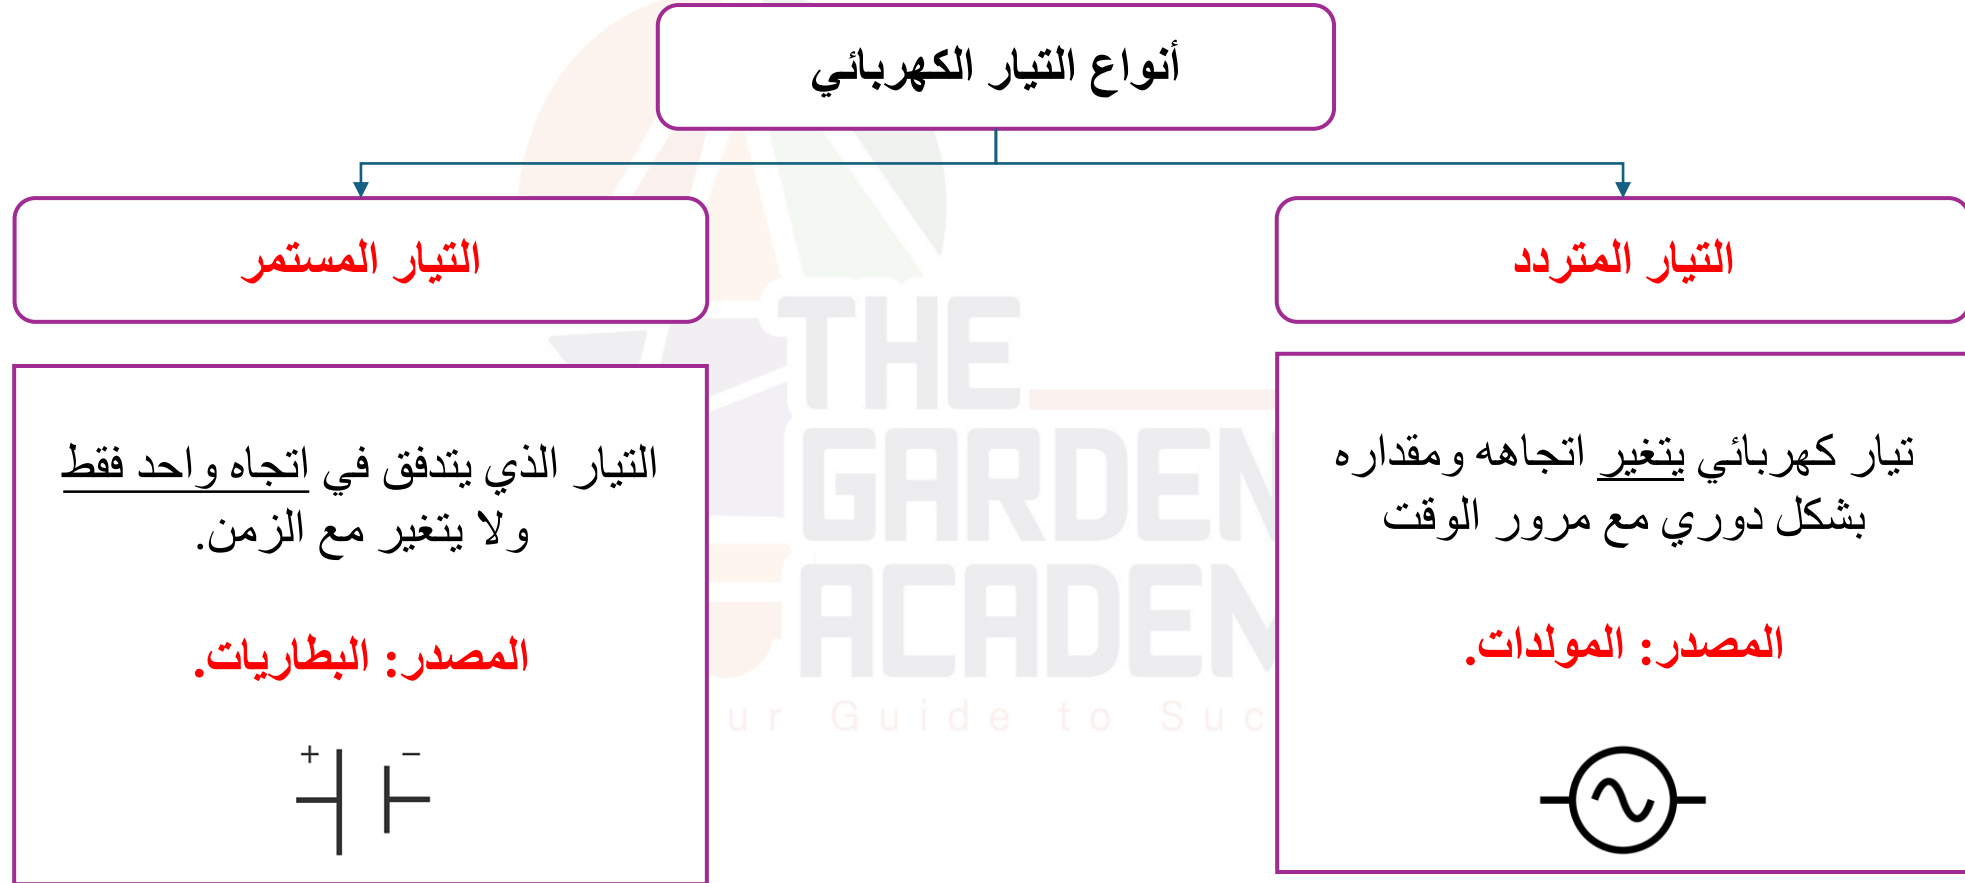 أنواع التيار الكهربائي
التيار المتردد
تيار كهربائي يتغير اتجاهه ومقداره
بشكل دوري مع مرور الوقت
المصدر: المولدات.
التيار المستمر
التيار الذي يتدفق في اتجاه واحد فقط
ولا يتغير مع الزمن.
المصدر: البطاريات.
+ −
THE
GARDEN
ACADEM
ur Guide to Suc